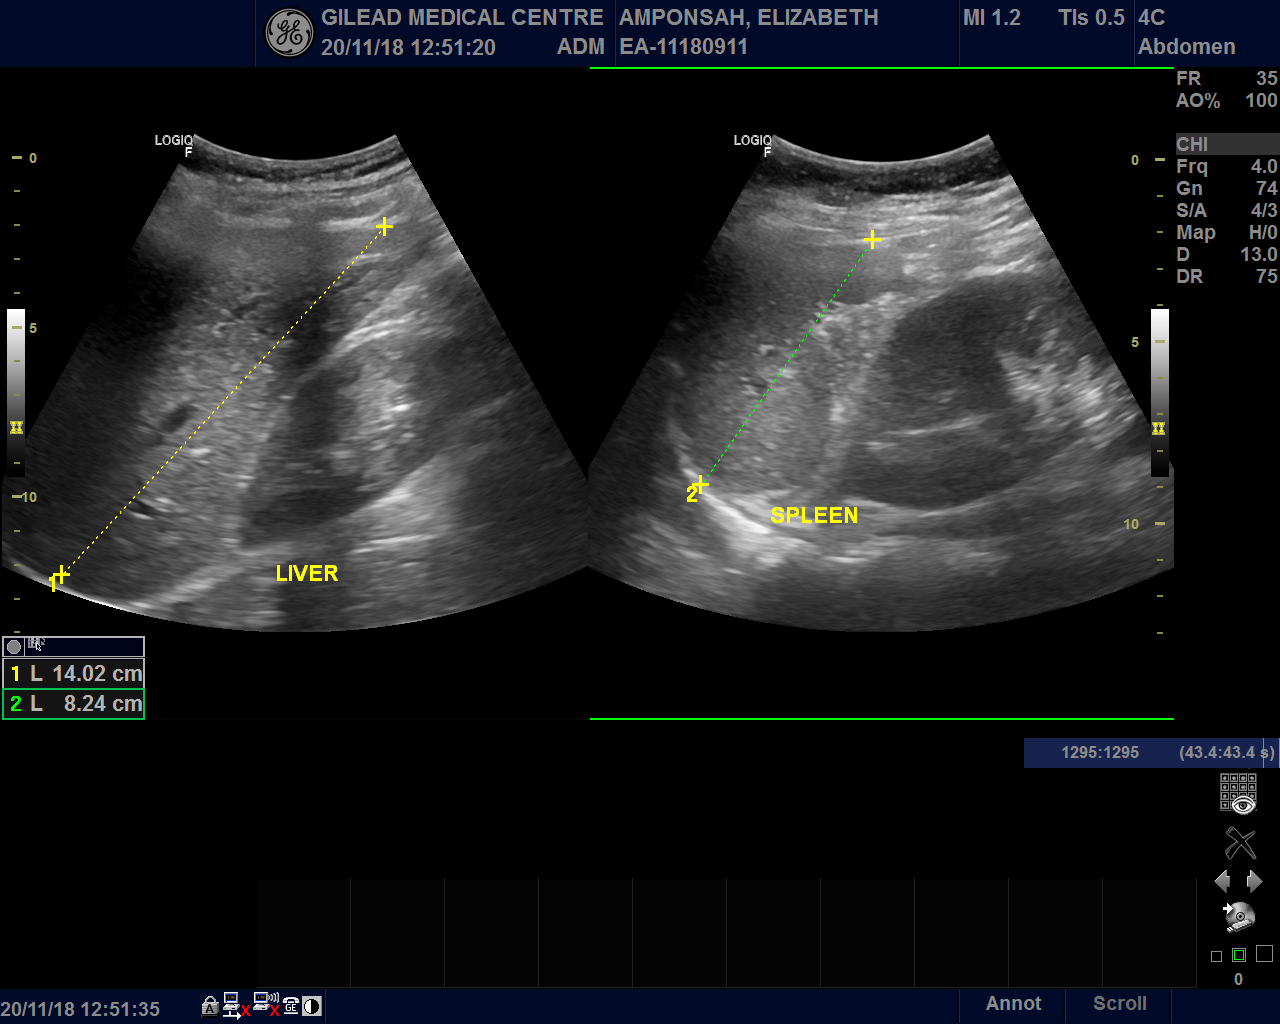 GILEAD MEDICAL CENTRE
20/11/18 12:51:20 ADM
AMPONSAH, ELIZABETH
EA-11180911
MI 1.2 TIs 0.5
4C
Abdomen
FR 35
AO% 100
CHI
Frq 4.0
Gn 74
S/A 4/3
Map H/0
D 13.0
DR 75
LOGIQ
F
0
5
10
1
LIVER
LOGIQ
F
0
5
10
2
SPLEEN
1 L 14.02 cm
2 L 8.24 cm
1295:1295 (43.4:43.4 s)
0
20/11/18 12:51:35
A
GE
Annot
Scroll